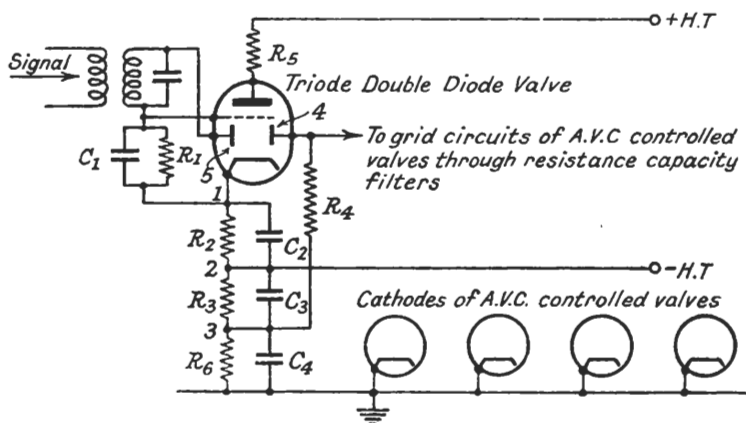 +H.T
Signal
R5
Triode Double Diode Valve
4
To grid circuits of A.V.C controlled
valves through resistance capacity
filters
C1
R1
5
1
R4
R2
C2
2
-H.T
R3
C3
Cathodes of A.V.C. controlled valves
3
R6
C4